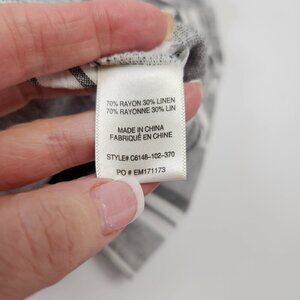 70% RAYON 30% LINEN
70% RAYONNE 30% LIN
MADE IN CHINA
FABRIQUÉ EN CHINE
STYLE# C6148-102-370
PO # EM171173